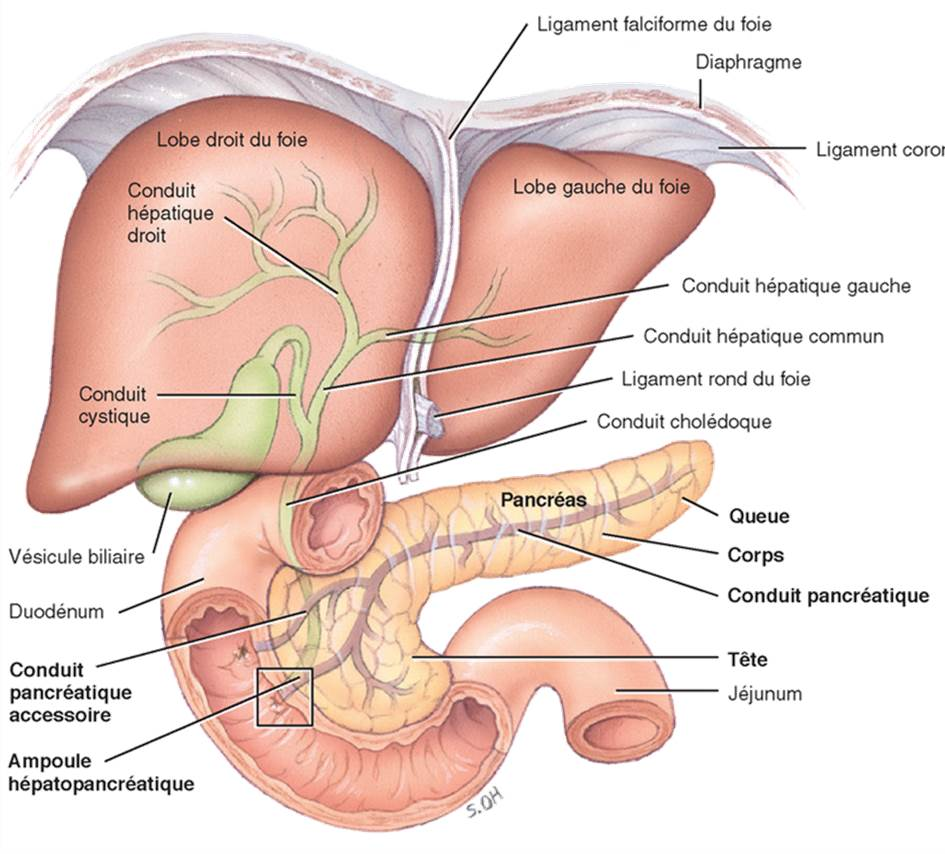 Ligament falciforme du foie
Diaphragme
Lobe droit du foie
Ligament coror
Conduit
hépatique
droit
Lobe gauche du foie
Conduit hépatique gauche
Conduit hépatique commun
Ligament rond du foie
Conduit
cystique
Conduit cholédoque
Pancréas
Queue
Vésicule biliaire
Corps
Conduit pancréatique
Duodénum
Tête
Conduit
pancréatique
accessoire
Jéjunum
Ampoule
hépatopancréatique
S.OH